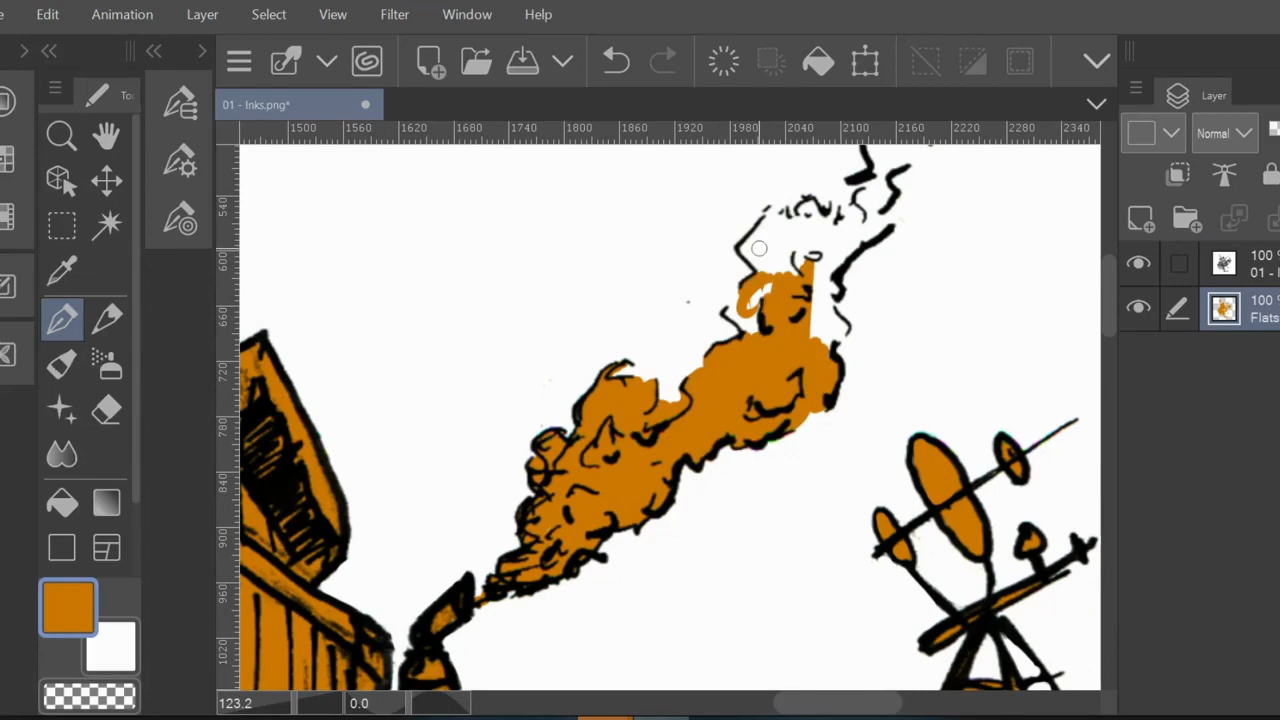 e Edit Animation Layer Select View Filter Window Help
To
Layer
01 - Inks.png*
Normal
1500 1560 1620 1680 1740 1800 1860 1920 1980 2040 2100 2160 2220 2280 2340
540
600
660
720
780
840
900
960
1020
100 %
01 - I
100 %
Flats
123.2 0.0